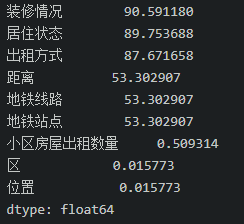 装修情况 90.591180
居住状态 89.753688
出租方式 87.671658
距离 53.302907
地铁线路 53.302907
地铁站点 53.302907
小区房屋出租数量 0.509314
区 0.015773
位置 0.015773
dtype: float64